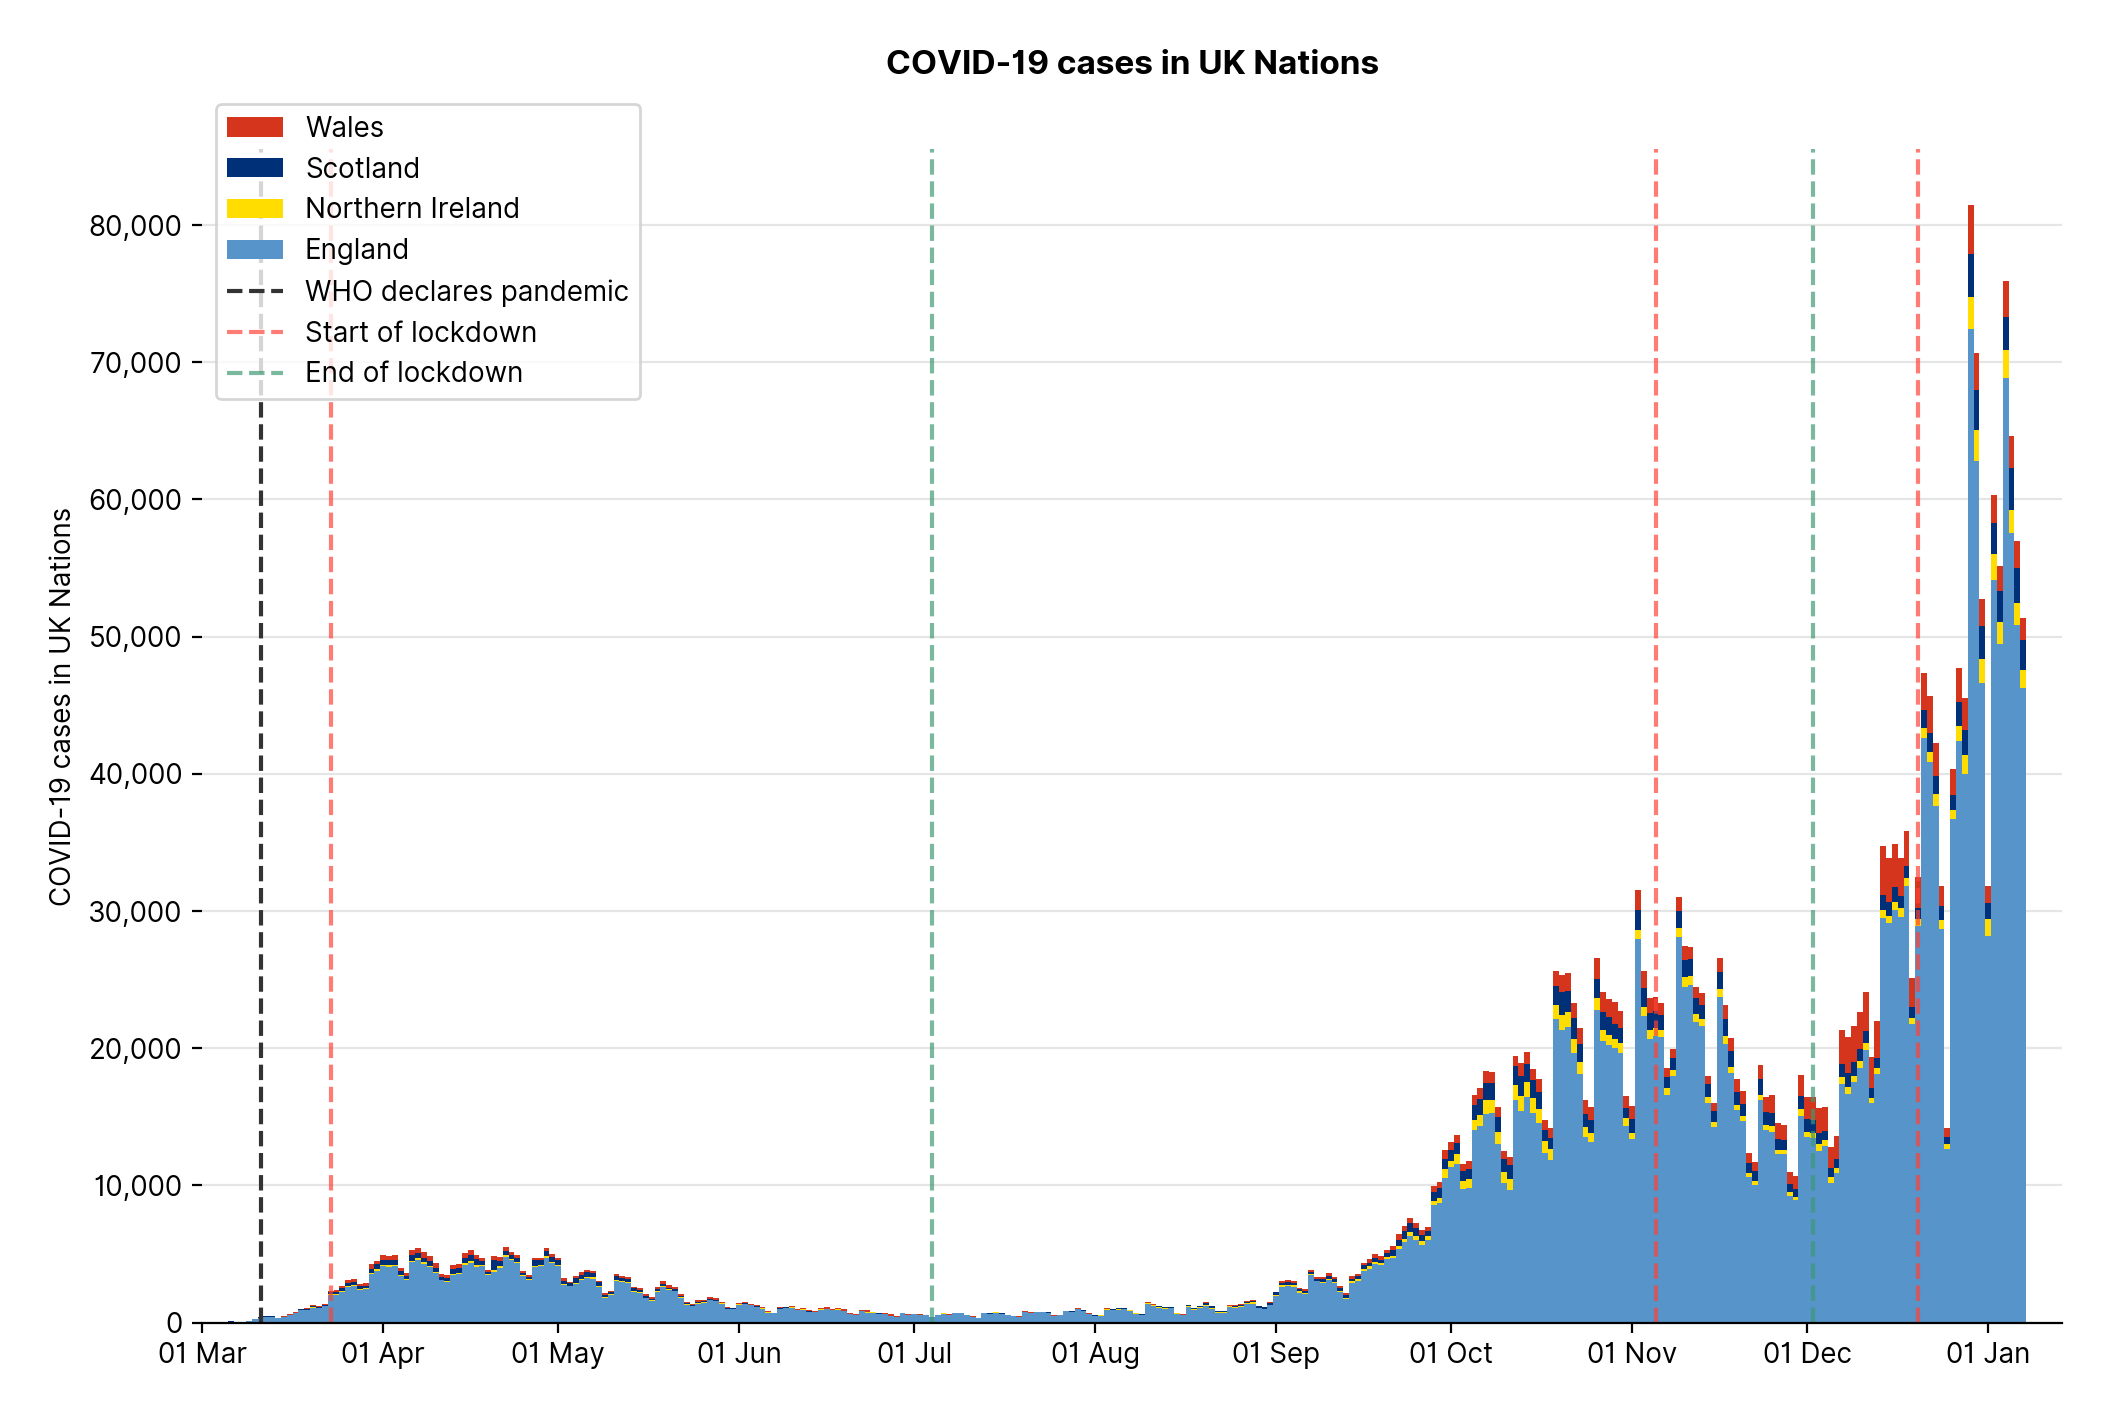 COVID-19 cases in UK Nations
Wales
Scotland
Northern Ireland
England
WHO declares pandemic
Start of lockdown
End of lockdown
COVID-19 cases in UK Nations
80,000
70,000
60,000
50,000
40,000
30,000
20,000
10,000
0
01 Mar 01 Apr 01 May 01 Jun 01 Jul 01 Aug 01 Sep 01 Oct 01 Nov 01 Dec 01 Jan